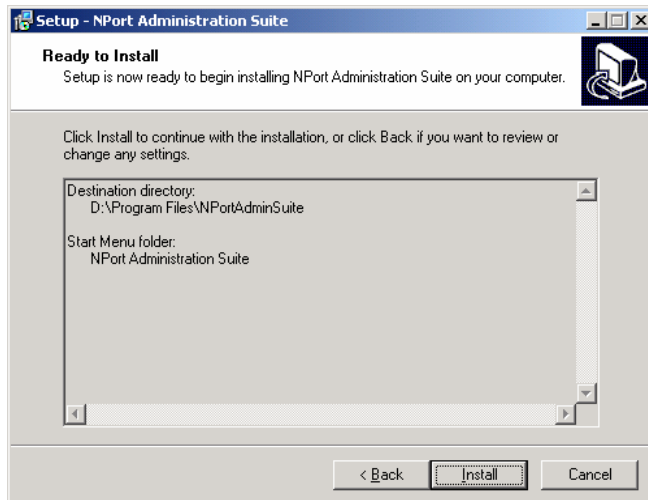 Setup - NPort Administration Suite
Ready to Install
Setup is now ready to begin installing NPort Administration Suite on your computer.
Click Install to continue with the installation, or click Back if you want to review or
change any settings.
Destination directory:
D:\Program Files\NPortAdminSuite
Start Menu folder:
NPort Administration Suite
< Back
Install
Cancel